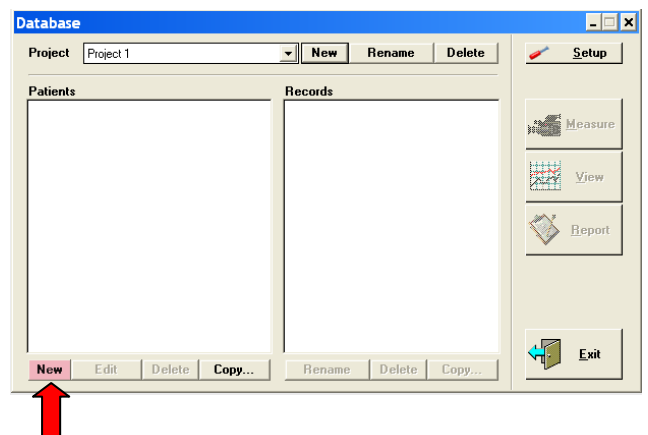 Database
Project Project 1 New Rename Delete Setup
Patients Records
Measure
View
Report
Exit
New Edit Delete Copy... Rename Delete Copy...